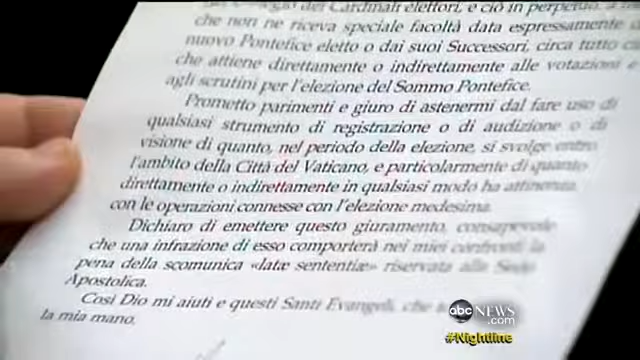 dei Cardinali elettori, e ciò in perpetuo, a
che non ne riceva speciale facoltà data espressamente
nuovo Pontefice eletto o dai suoi Successori, circa tutto
che attiene direttamente o indirettamente alle votazioni e
agli scrutini per l'elezione del Sommo Pontefice.
Prometto parimenti e giuro di astenermi dal fare uso di
qualsiasi strumento di registrazione o di audizione o di
visione di quanto, nel periodo della elezione, si svolge entro
l'ambito della Città del Vaticano, e particolarmente di quanto
direttamente o indirettamente in qualsiasi modo ha attinenza
con le operazioni connesse con l'elezione medesima.
Dichiaro di emettere questo giuramento, consapevole
che una infrazione di esso comporterà nei miei confronti la
pena della scomunica «latæ sententiæ» riservata alla Sede
Apostolica.
Così Dio mi aiuti e questi Santi Evangeli, che
la mia mano.
abc NEWS
.com
#Nightline